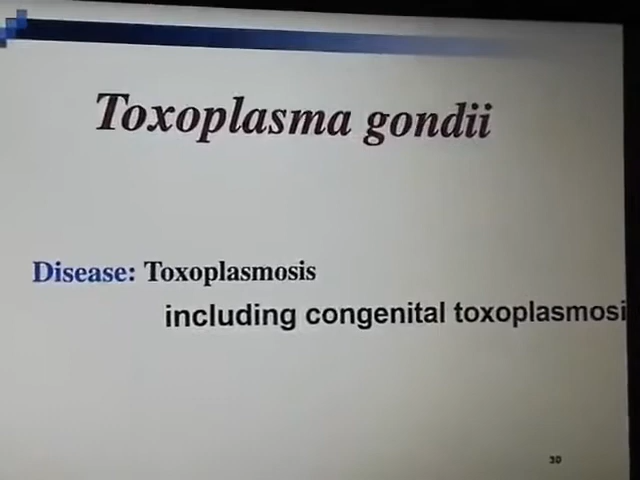 Toxoplasma gondii
Disease: Toxoplasmosis
including congenital toxoplasmosi
30